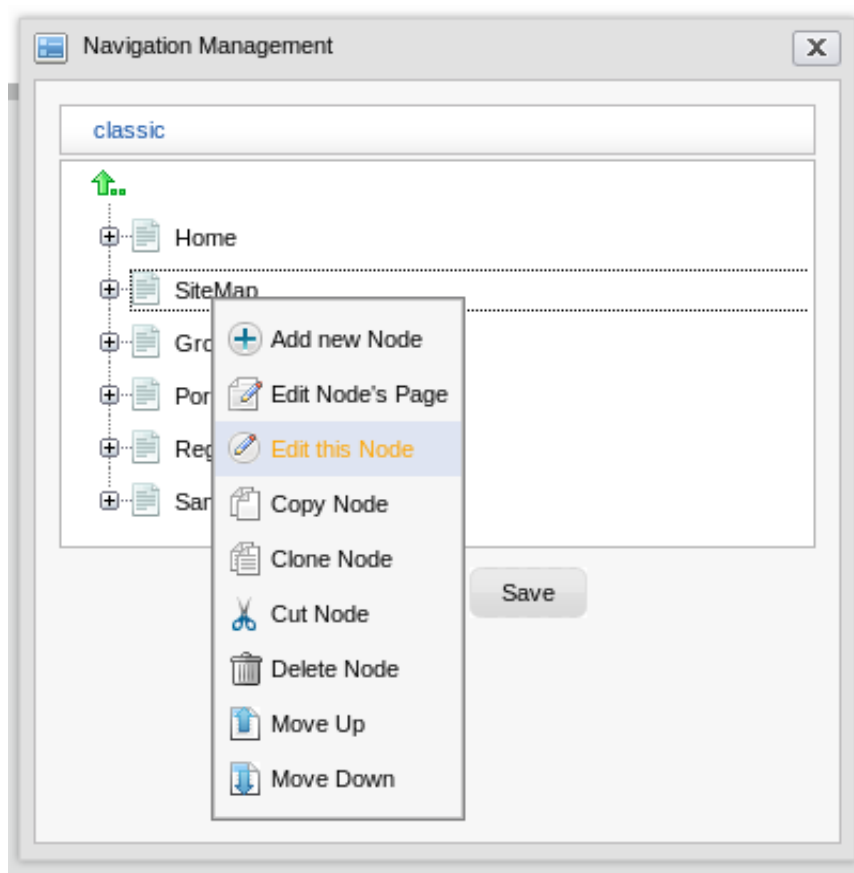 Navigation Management
classic
Home
SiteMap
Add new Node
Edit Node's Page
Edit this Node
Copy Node
Clone Node
Cut Node
Delete Node
Move Up
Move Down
Save